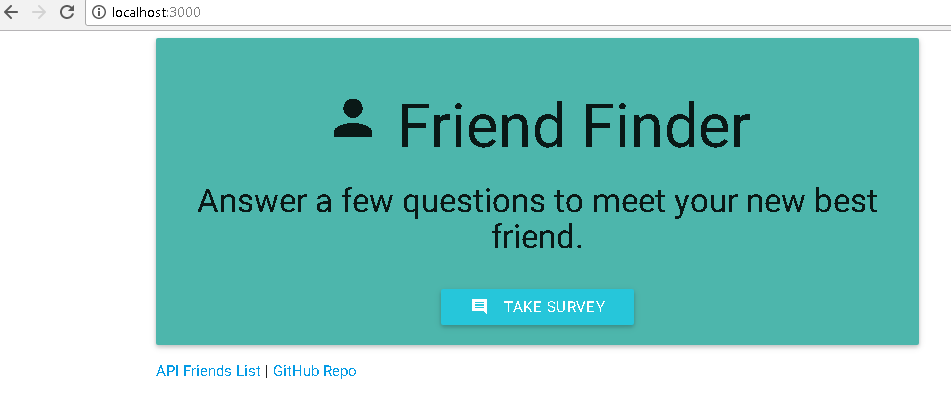 localhost:3000
Friend Finder
Answer a few questions to meet your new best
friend.
TAKE SURVEY
API Friends List | GitHub Repo